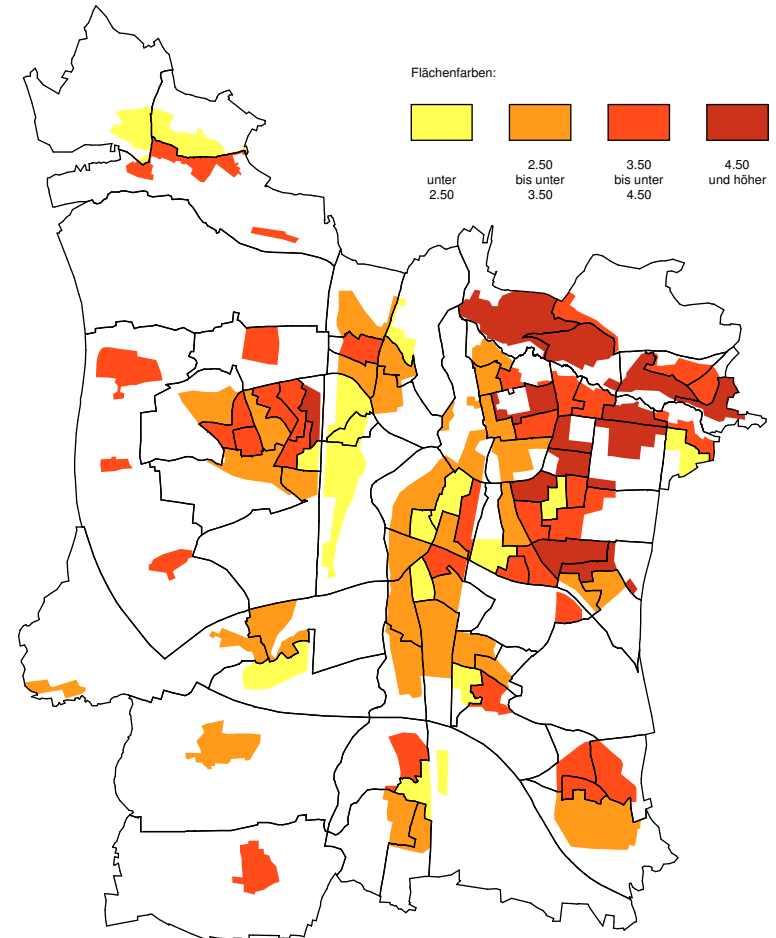 Flächenfarben:
unter
2.50
2.50
bis unter
3.50
3.50
bis unter
4.50
4.50
und höher